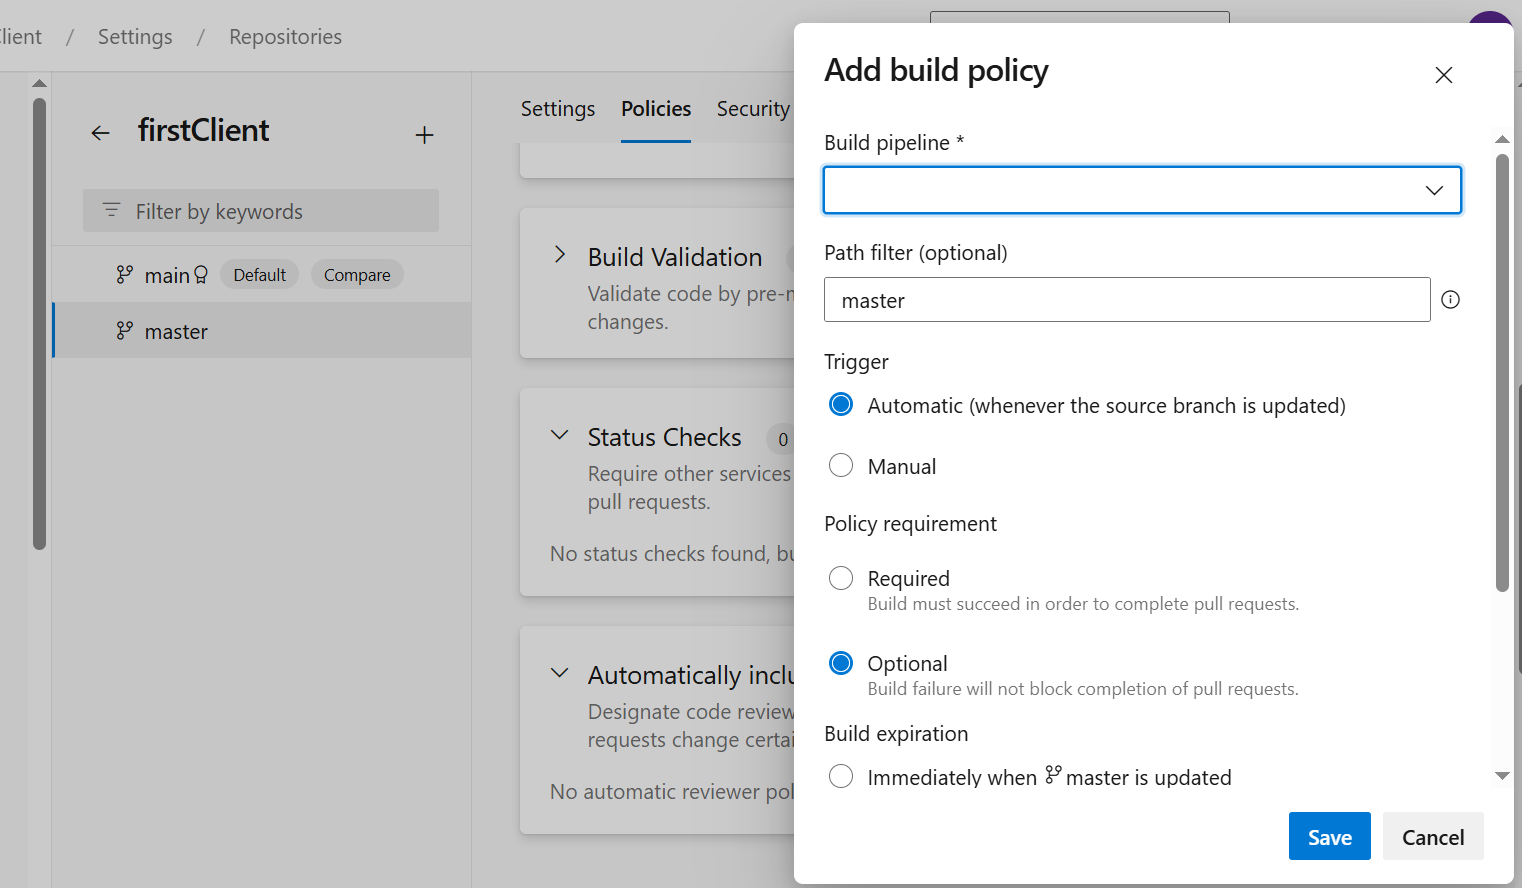 lient / Settings / Repositories
firstClient
Filter by keywords
main Default Compare
master
Settings Policies Security
Build Validation
Validate code by pre-m
changes.
Status Checks 0
Require other services
pull requests.
No status checks found, bu
Automatically inclu
Designate code review
requests change certai
No automatic reviewer pol
Add build policy
Build pipeline *
Path filter (optional)
master
Trigger
Automatic (whenever the source branch is updated)
Manual
Policy requirement
Required
Build must succeed in order to complete pull requests.
Optional
Build failure will not block completion of pull requests.
Build expiration
Immediately when master is updated
Save Cancel